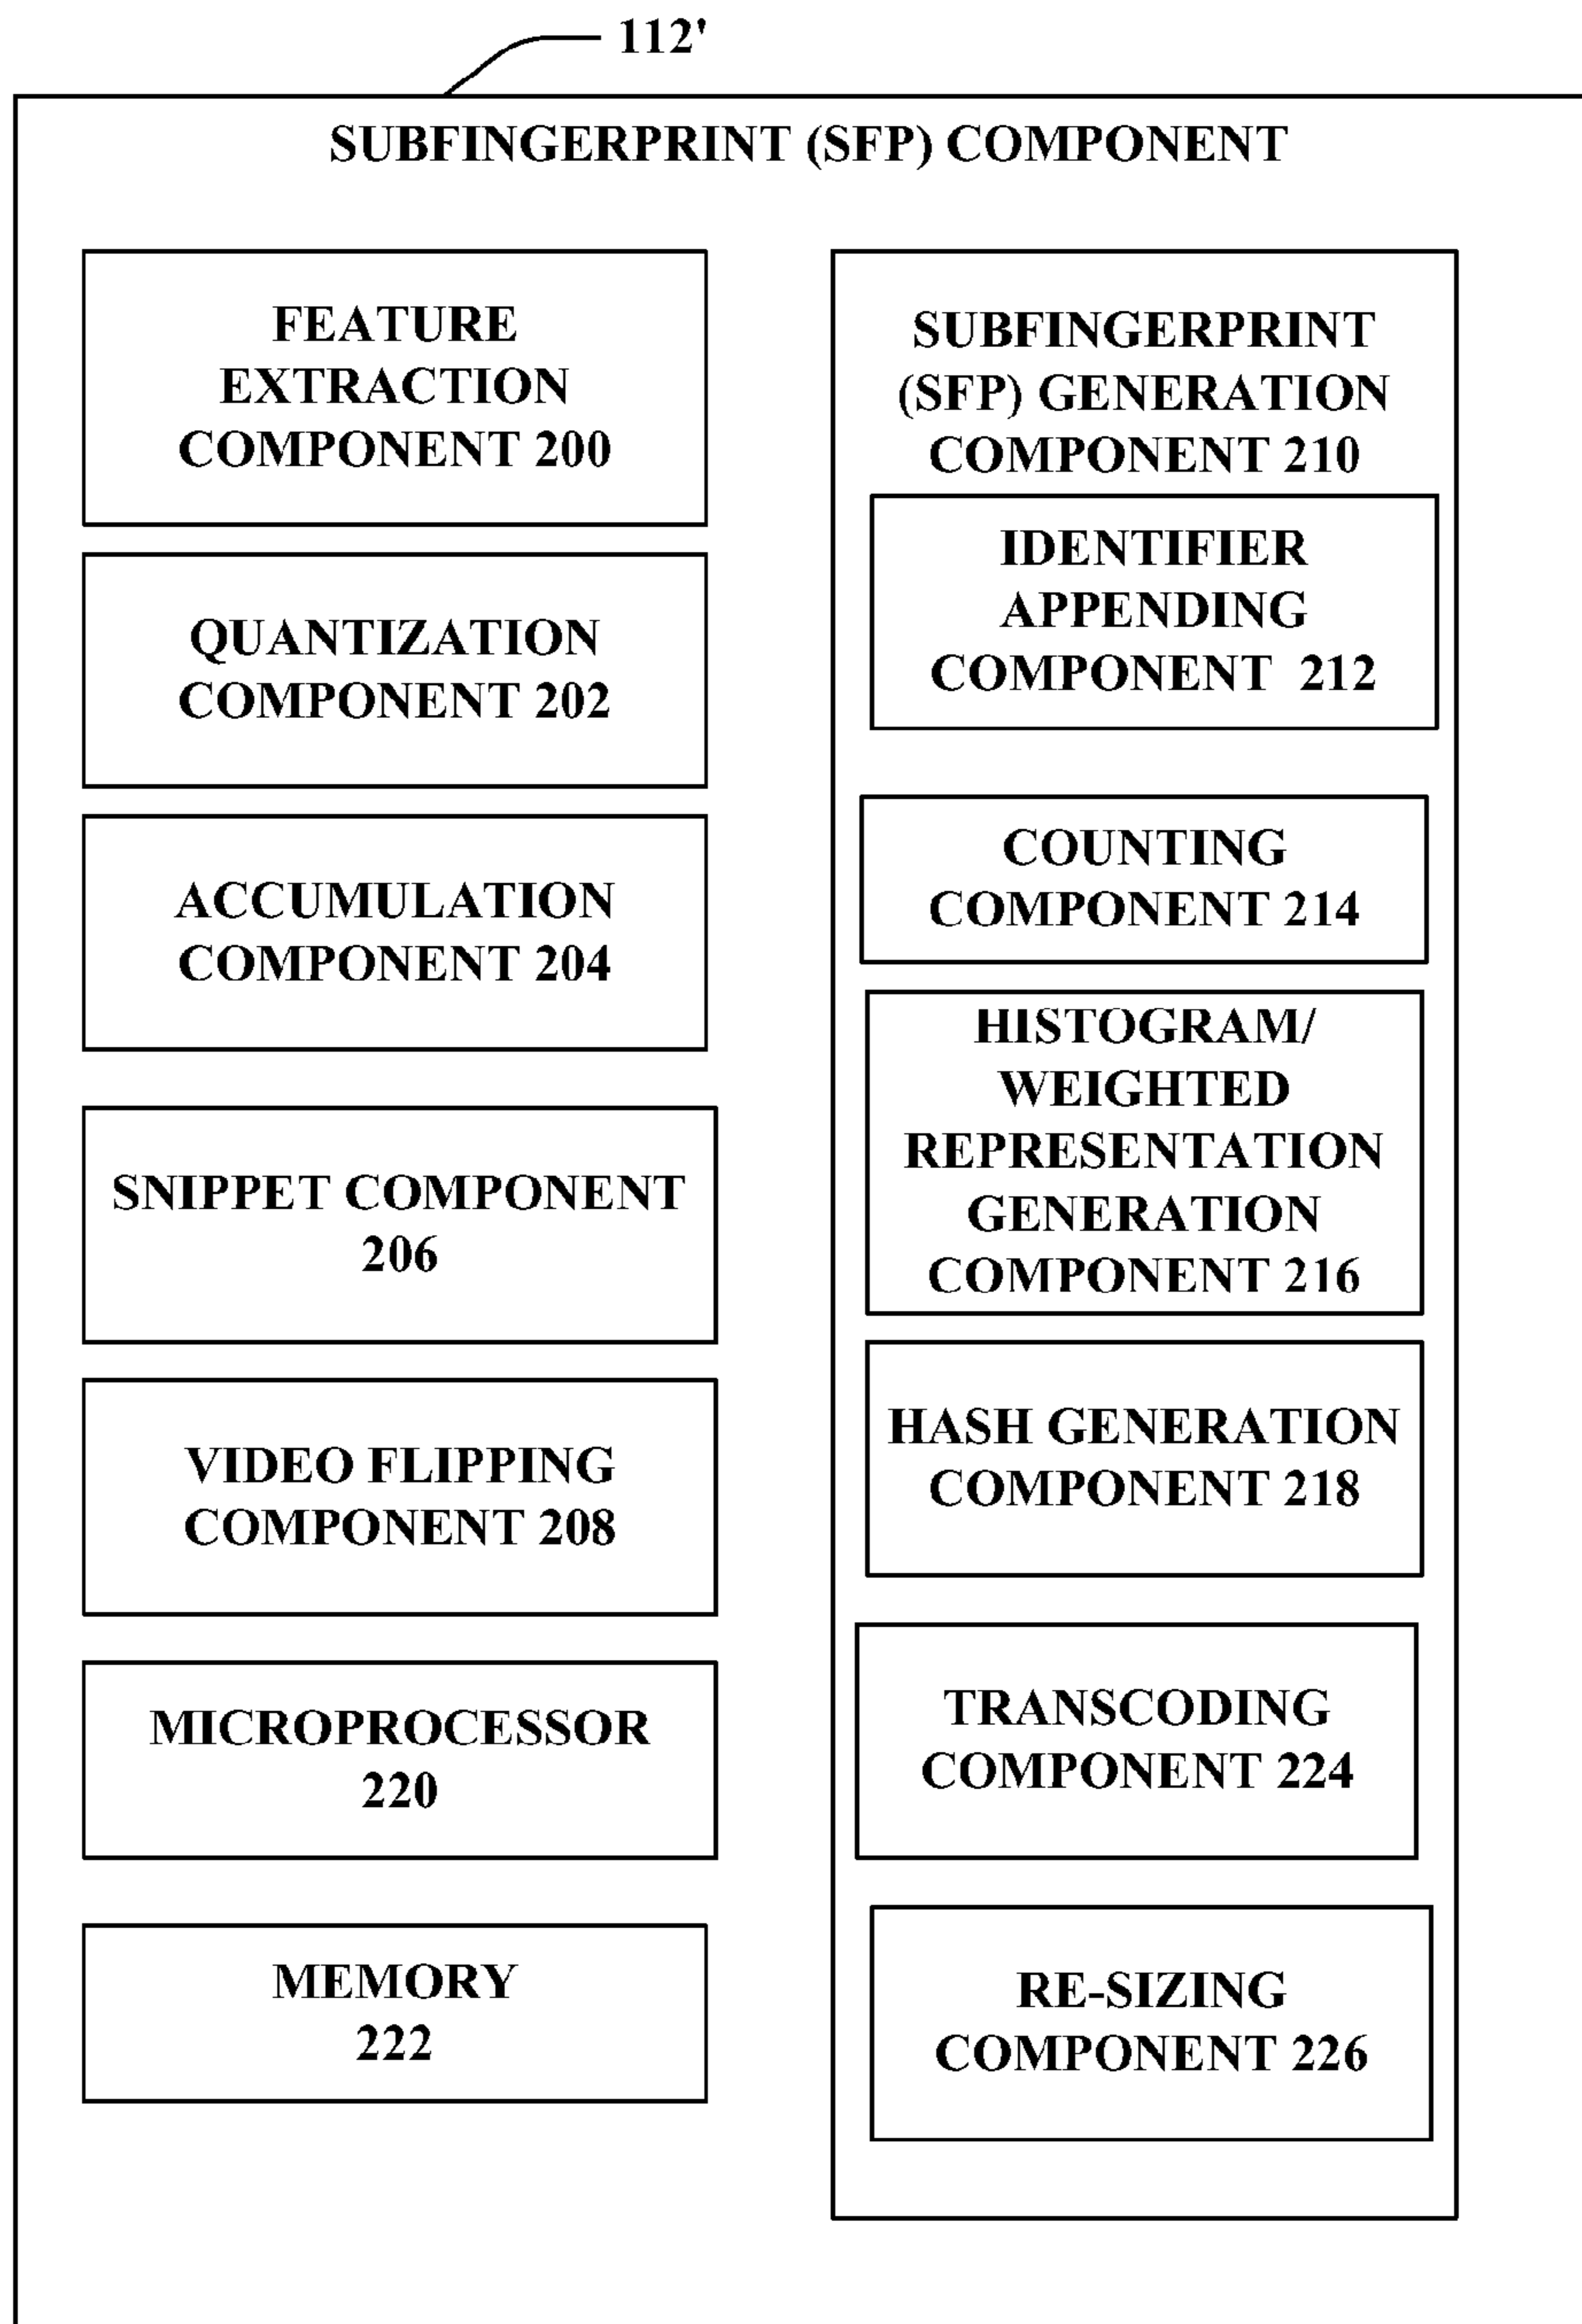 112'
SUBFINGERPRINT (SFP) COMPONENT
FEATURE
EXTRACTION
COMPONENT 200
QUANTIZATION
COMPONENT 202
ACCUMULATION
COMPONENT 204
SNIPPET COMPONENT
206
VIDEO FLIPPING
COMPONENT 208
MICROPROCESSOR
220
MEMORY
222
SUBFINGERPRINT
(SFP) GENERATION
COMPONENT 210
IDENTIFIER
APPENDING
COMPONENT 212
COUNTING
COMPONENT 214
HISTOGRAM/
WEIGHTED
REPRESENTATION
GENERATION
COMPONENT 216
HASH GENERATION
COMPONENT 218
TRANSCODING
COMPONENT 224
RE-SIZING
COMPONENT 226